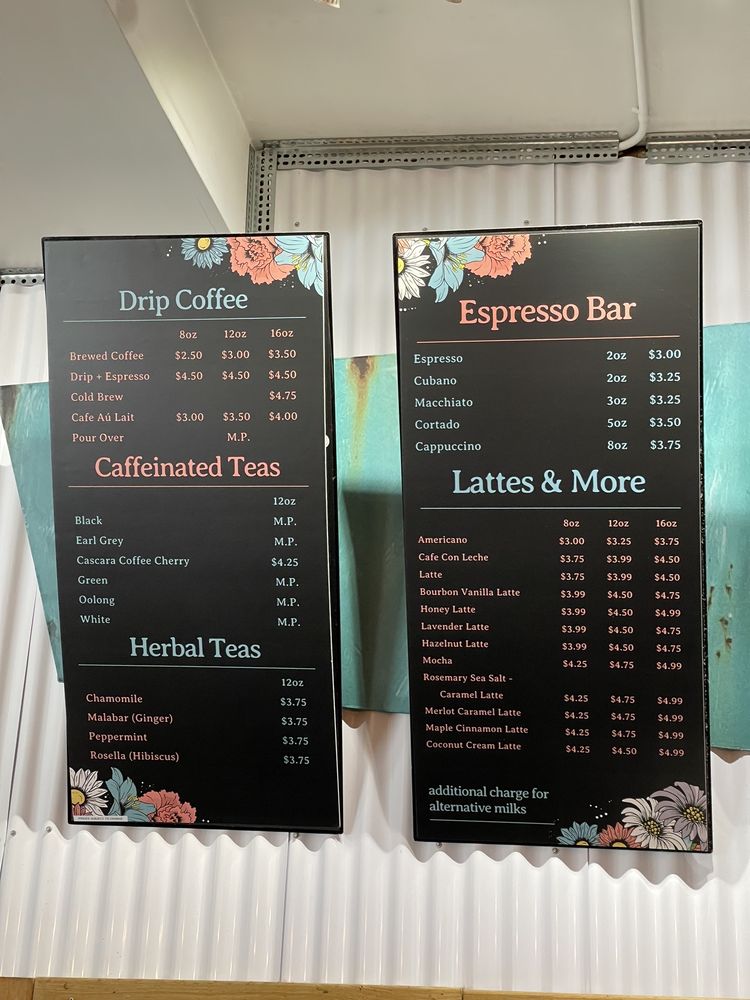 Drip Coffee
8oz 12oz 16oz
Brewed Coffee $2.50 $3.00 $3.50
Drip + Espresso $4.50 $4.50 $4.50
Cold Brew $4.75
Cafe Aú Lait $3.00 $3.50 $4.00
Pour Over M.P.
Caffeinated Teas
12oz
Black M.P.
Earl Grey M.P.
Cascara Coffee Cherry $4.25
Green M.P.
Oolong M.P.
White M.P.
Herbal Teas
12oz
Chamomile $3.75
Malabar (Ginger) $3.75
Peppermint $3.75
Rosella (Hibiscus) $3.75
Espresso Bar
Espresso 2oz $3.00
Cubano 2oz $3.25
Macchiato 3oz $3.25
Cortado 5oz $3.50
Cappuccino 8oz $3.75
Lattes & More
8oz 12oz 16oz
Americano $3.00 $3.25 $3.75
Cafe Con Leche $3.75 $3.99 $4.50
Latte $3.75 $3.99 $4.50
Bourbon Vanilla Latte $3.99 $4.50 $4.75
Honey Latte $3.99 $4.50 $4.99
Lavender Latte $3.99 $4.50 $4.75
Hazelnut Latte $3.99 $4.50 $4.75
Mocha $4.25 $4.75 $4.99
Rosemary Sea Salt -
Caramel Latte $4.25 $4.75 $4.99
Merlot Caramel Latte $4.25 $4.75 $4.99
Maple Cinnamon Latte $4.25 $4.75 $4.99
Coconut Cream Latte $4.25 $4.50 $4.99
additional charge for
alternative milks